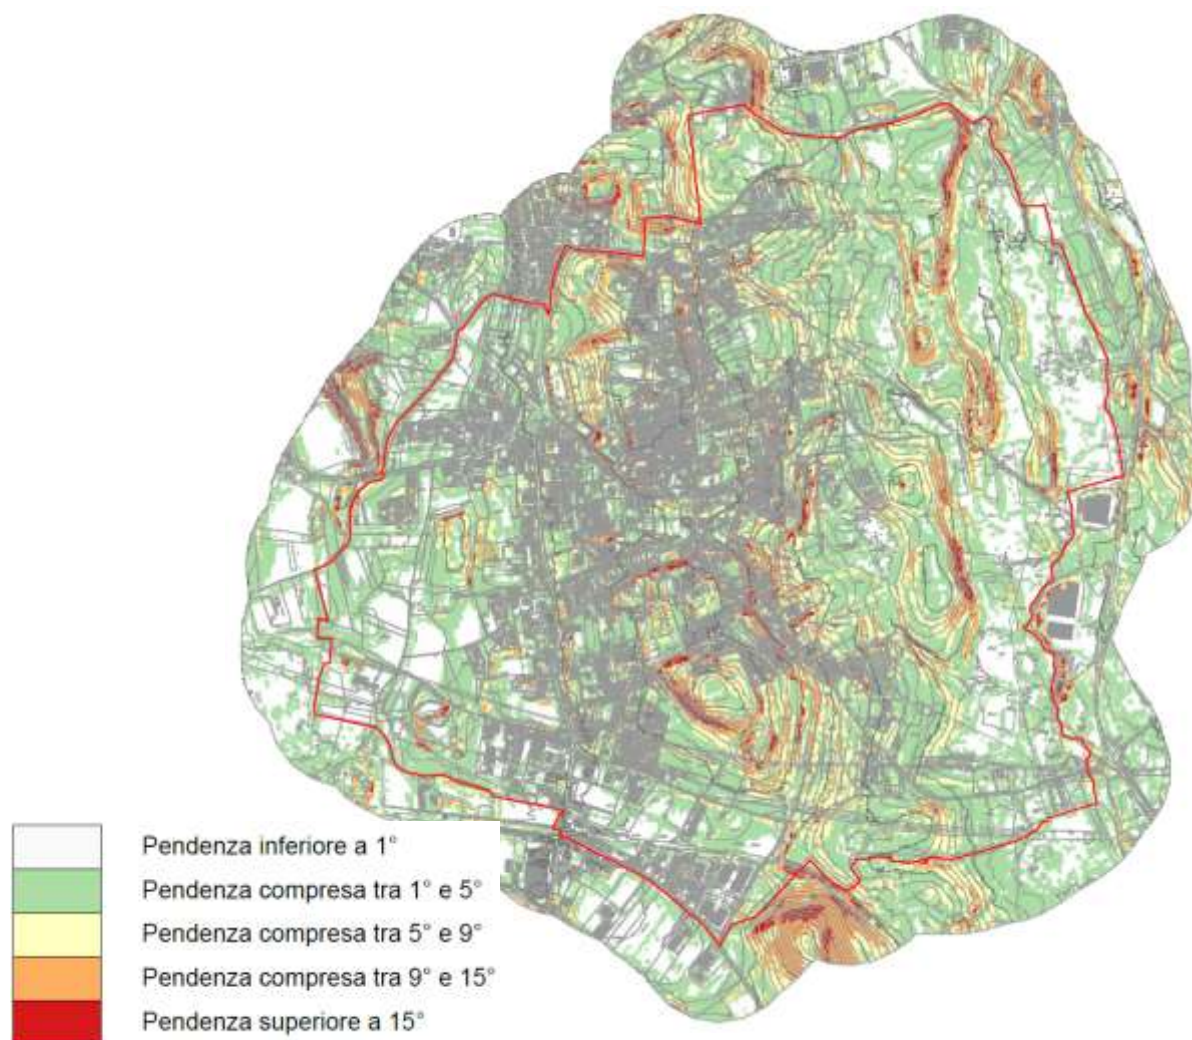 Pendenza inferiore a 1°
Pendenza compresa tra 1° e 5°
Pendenza compresa tra 5° e 9°
Pendenza compresa tra 9° e 15°
Pendenza superiore a 15°